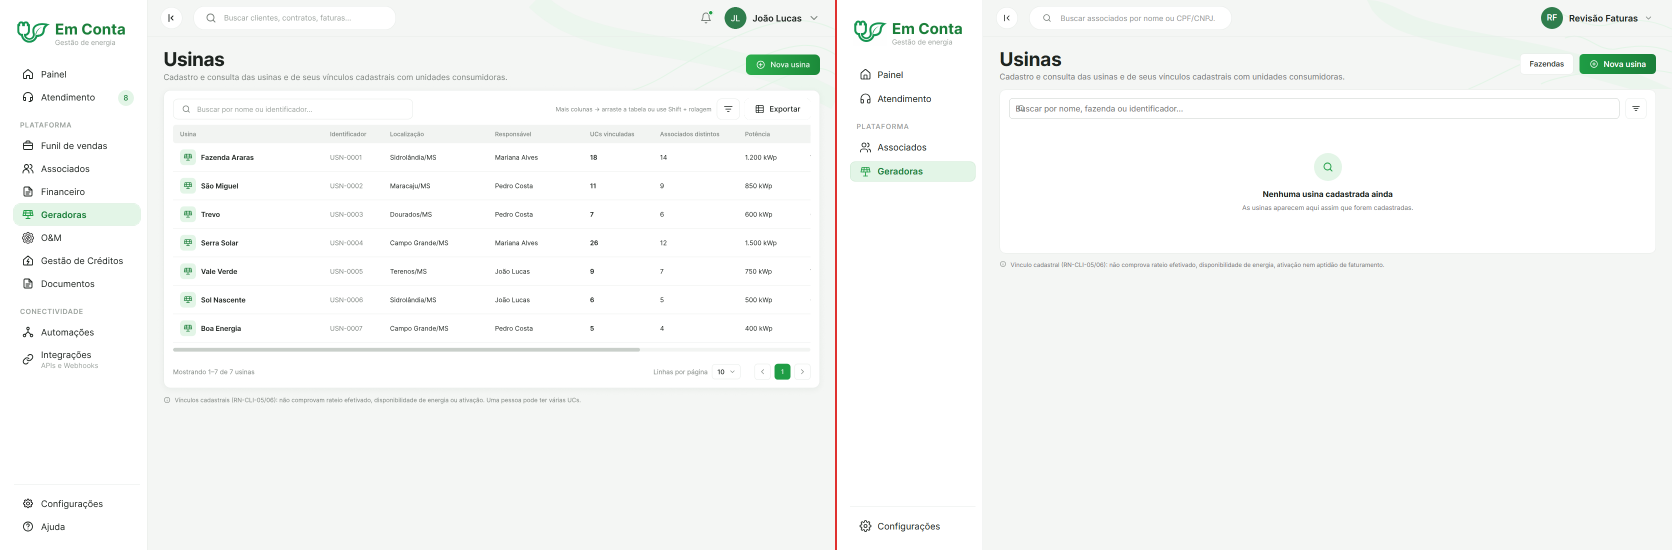 Em Conta
Gestão de energia
Painel
Atendimento 8
PLATAFORMA
Funil de vendas
Associados
Financeiro
Geradoras
O&M
Gestão de Créditos
Documentos
CONECTIVIDADE
Automações
Integrações
APIs e Webhooks
Configurações
Ajuda
Buscar clientes, contratos, faturas...
JL João Lucas
Usinas
Cadastro e consulta das usinas e de seus vínculos cadastrais com unidades consumidoras.
Nova usina
Buscar por nome ou identificador...
Mais colunas → arraste a tabela ou use Shift + rolagem
Exportar
Usina Identificador Localização Responsável UCs vinculadas Associados distintos Potência
Fazenda Araras USN-0001 Sidrolândia/MS Mariana Alves 18 14 1.200 kWp
São Miguel USN-0002 Maracaju/MS Pedro Costa 11 9 850 kWp
Trevo USN-0003 Dourados/MS Pedro Costa 7 6 600 kWp
Serra Solar USN-0004 Campo Grande/MS Mariana Alves 26 12 1.500 kWp
Vale Verde USN-0005 Terenos/MS João Lucas 9 7 750 kWp
Sol Nascente USN-0006 Sidrolândia/MS João Lucas 6 5 500 kWp
Boa Energia USN-0007 Campo Grande/MS Pedro Costa 5 4 400 kWp
Mostrando 1–7 de 7 usinas
Linhas por página 10 1
Vínculos cadastrais (RN-CLI-05/06): não comprovam rateio efetivado, disponibilidade de energia ou ativação. Uma pessoa pode ter várias UCs.
Em Conta
Gestão de energia
Painel
Atendimento
PLATAFORMA
Associados
Geradoras
Configurações
Buscar associados por nome ou CPF/CNPJ.
RF Revisão Faturas
Usinas
Cadastro e consulta das usinas e de seus vínculos cadastrais com unidades consumidoras.
Fazendas
Nova usina
Buscar por nome, fazenda ou identificador...
Nenhuma usina cadastrada ainda
As usinas aparecem aqui assim que forem cadastradas.
Vínculo cadastral (RN-CLI-05/06): não comprova rateio efetivado, disponibilidade de energia, ativação nem aptidão de faturamento.